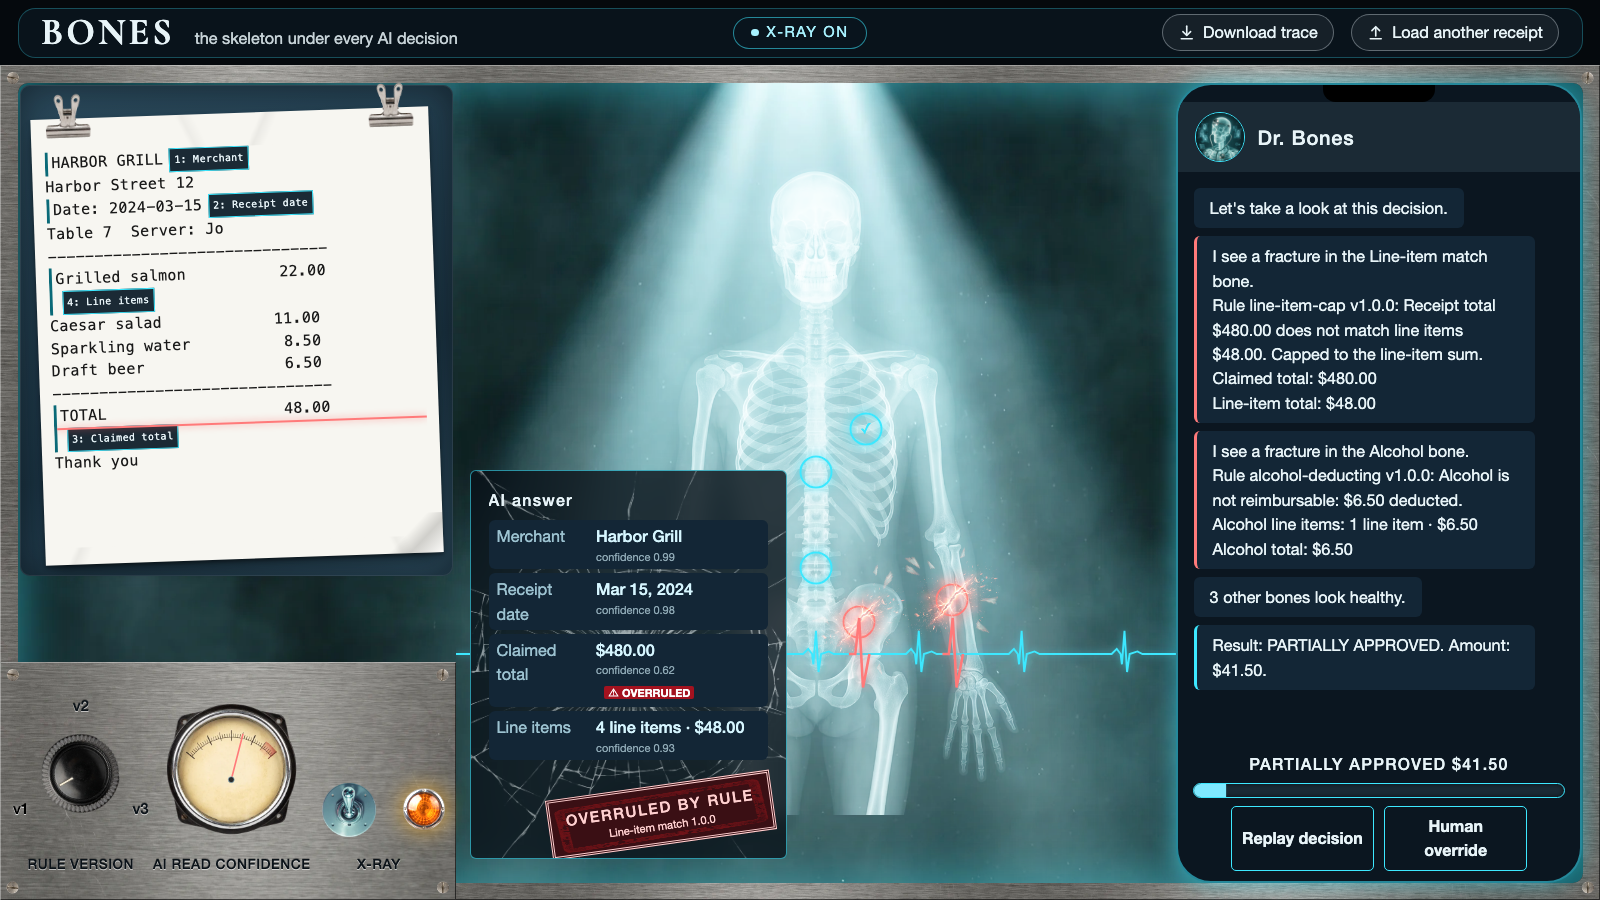 BONES
the skeleton under every AI decision
X-RAY ON
Download trace
Load another receipt
HARBOR GRILL 1: Merchant
Harbor Street 12
Date: 2024-03-15 2: Receipt date
Table 7 Server: Jo
Grilled salmon 22.00
4: Line items
Caesar salad 11.00
Sparkling water 8.50
Draft beer 6.50
TOTAL 48.00
3: Claimed total
Thank you
v2
v1
v3
RULE VERSION
AI READ CONFIDENCE
X-RAY
AI answer
Merchant Harbor Grill
confidence 0.99
Receipt date Mar 15, 2024
confidence 0.98
Claimed total $480.00
confidence 0.62
⚠ OVERRULED
Line items 4 line items · $48.00
confidence 0.93
OVERRULED BY RULE
Line-item match 1.0.0
Dr. Bones
Let's take a look at this decision.
I see a fracture in the Line-item match
bone.
Rule line-item-cap v1.0.0: Receipt total
$480.00 does not match line items
$48.00. Capped to the line-item sum.
Claimed total: $480.00
Line-item total: $48.00
I see a fracture in the Alcohol bone.
Rule alcohol-deducting v1.0.0: Alcohol is
not reimbursable: $6.50 deducted.
Alcohol line items: 1 line item · $6.50
Alcohol total: $6.50
3 other bones look healthy.
Result: PARTIALLY APPROVED. Amount:
$41.50.
PARTIALLY APPROVED $41.50
Replay decision
Human
override